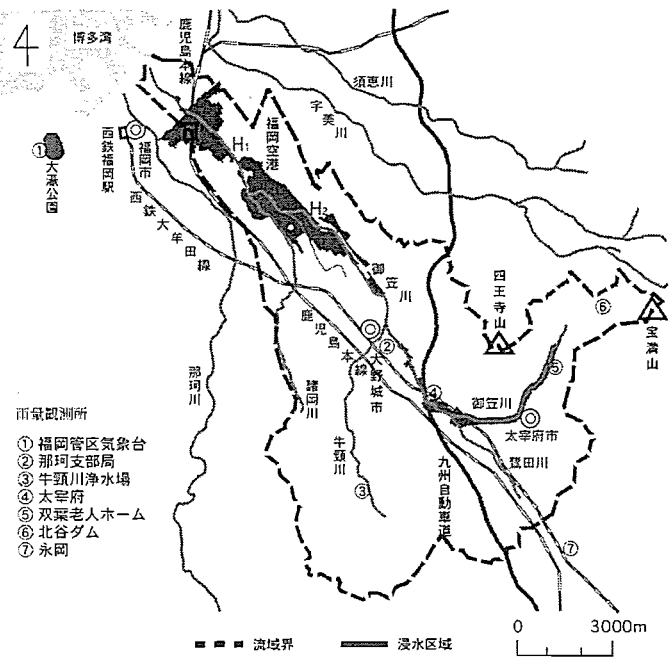 4
博多湾
鹿児島本線
須恵川
宇美川
福岡空港
①
大濠公園
西鉄福岡駅
福岡市
西鉄大牟田線
H₁
H₂
御笠川
四王寺山
⑥
宝満山
鹿児島本線
②
大野城市
④
御笠川
⑤
太宰府市
鷺田川
那珂川
諸岡川
牛頸川
③
九州自動車道
⑦
雨量観測所
① 福岡管区気象台
② 那珂支部局
③ 牛頸川浄水場
④ 太宰府
⑤ 双葉老人ホーム
⑥ 北谷ダム
⑦ 永岡
流域界
浸水区域
0 3000m